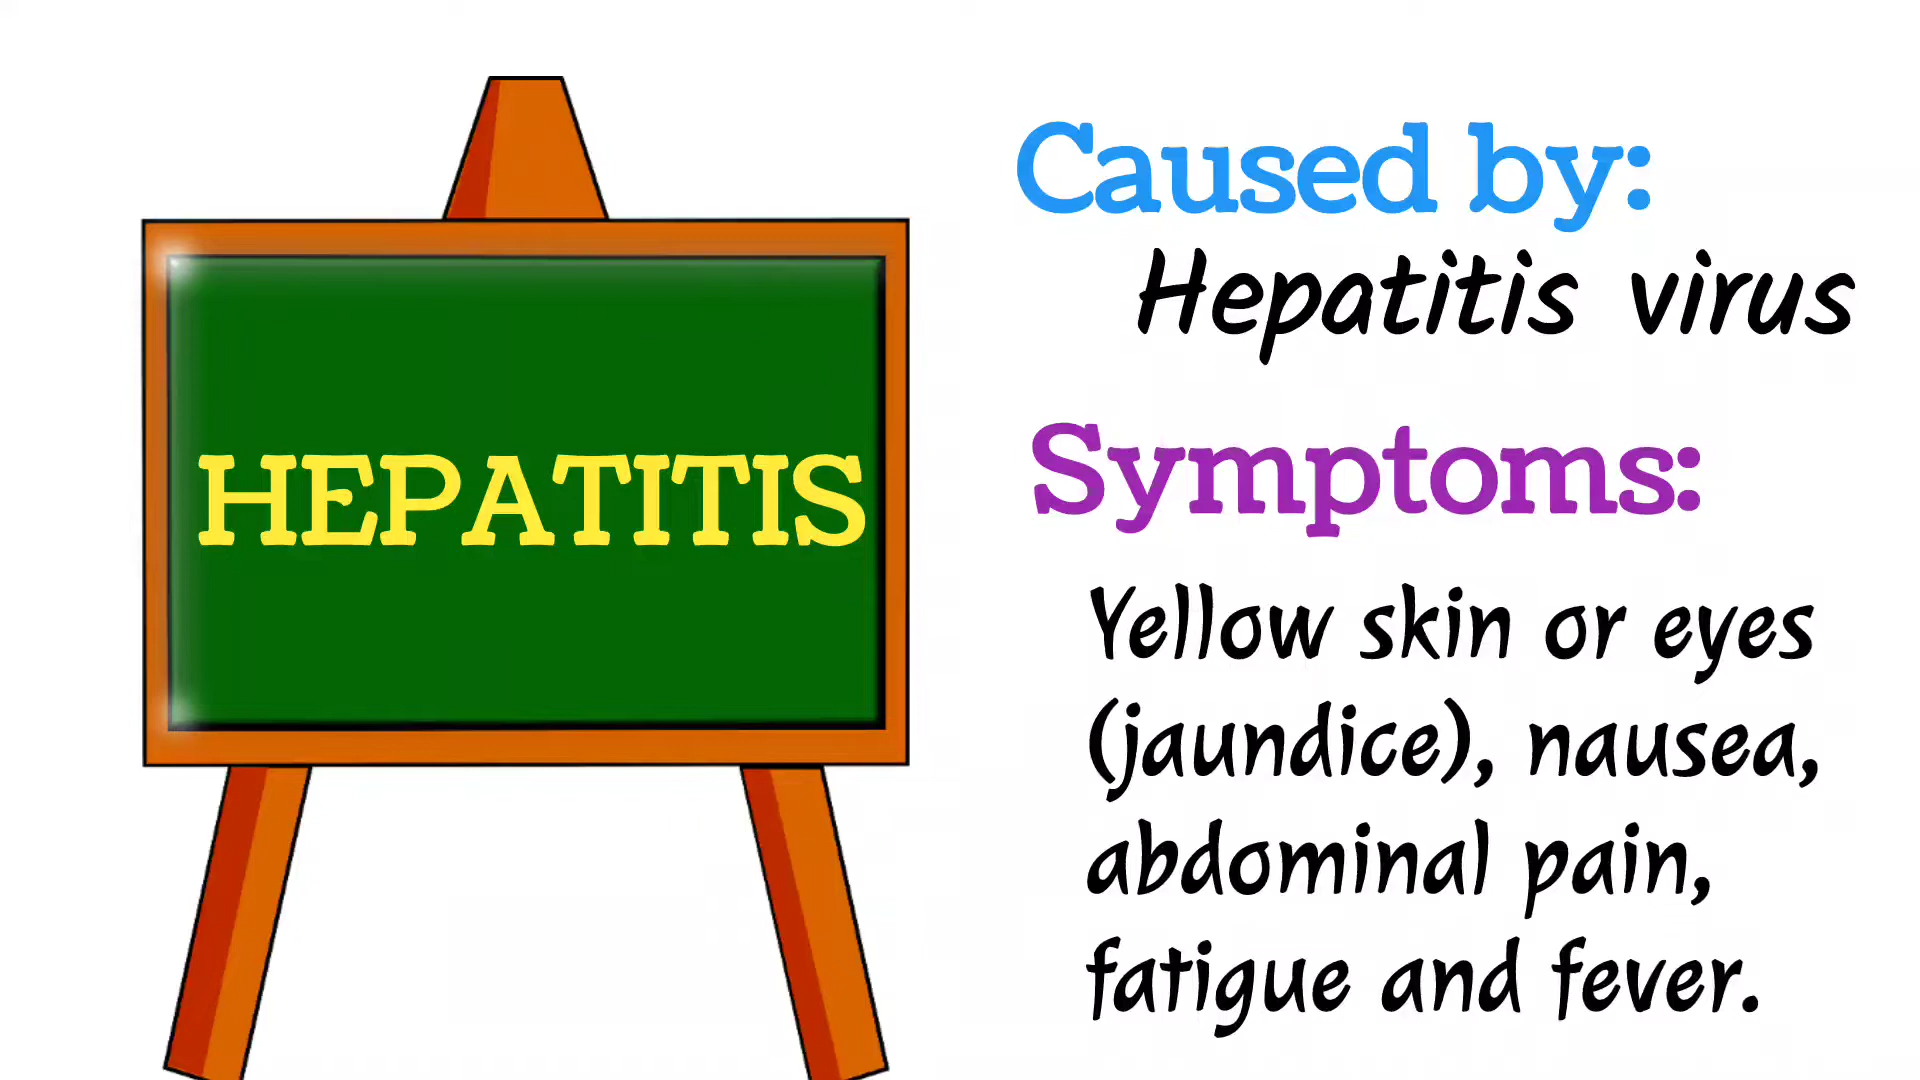 HEPATITIS
Caused by:
Hepatitis virus
Symptoms:
Yellow skin or eyes
(jaundice), nausea,
abdominal pain,
fatigue and fever.